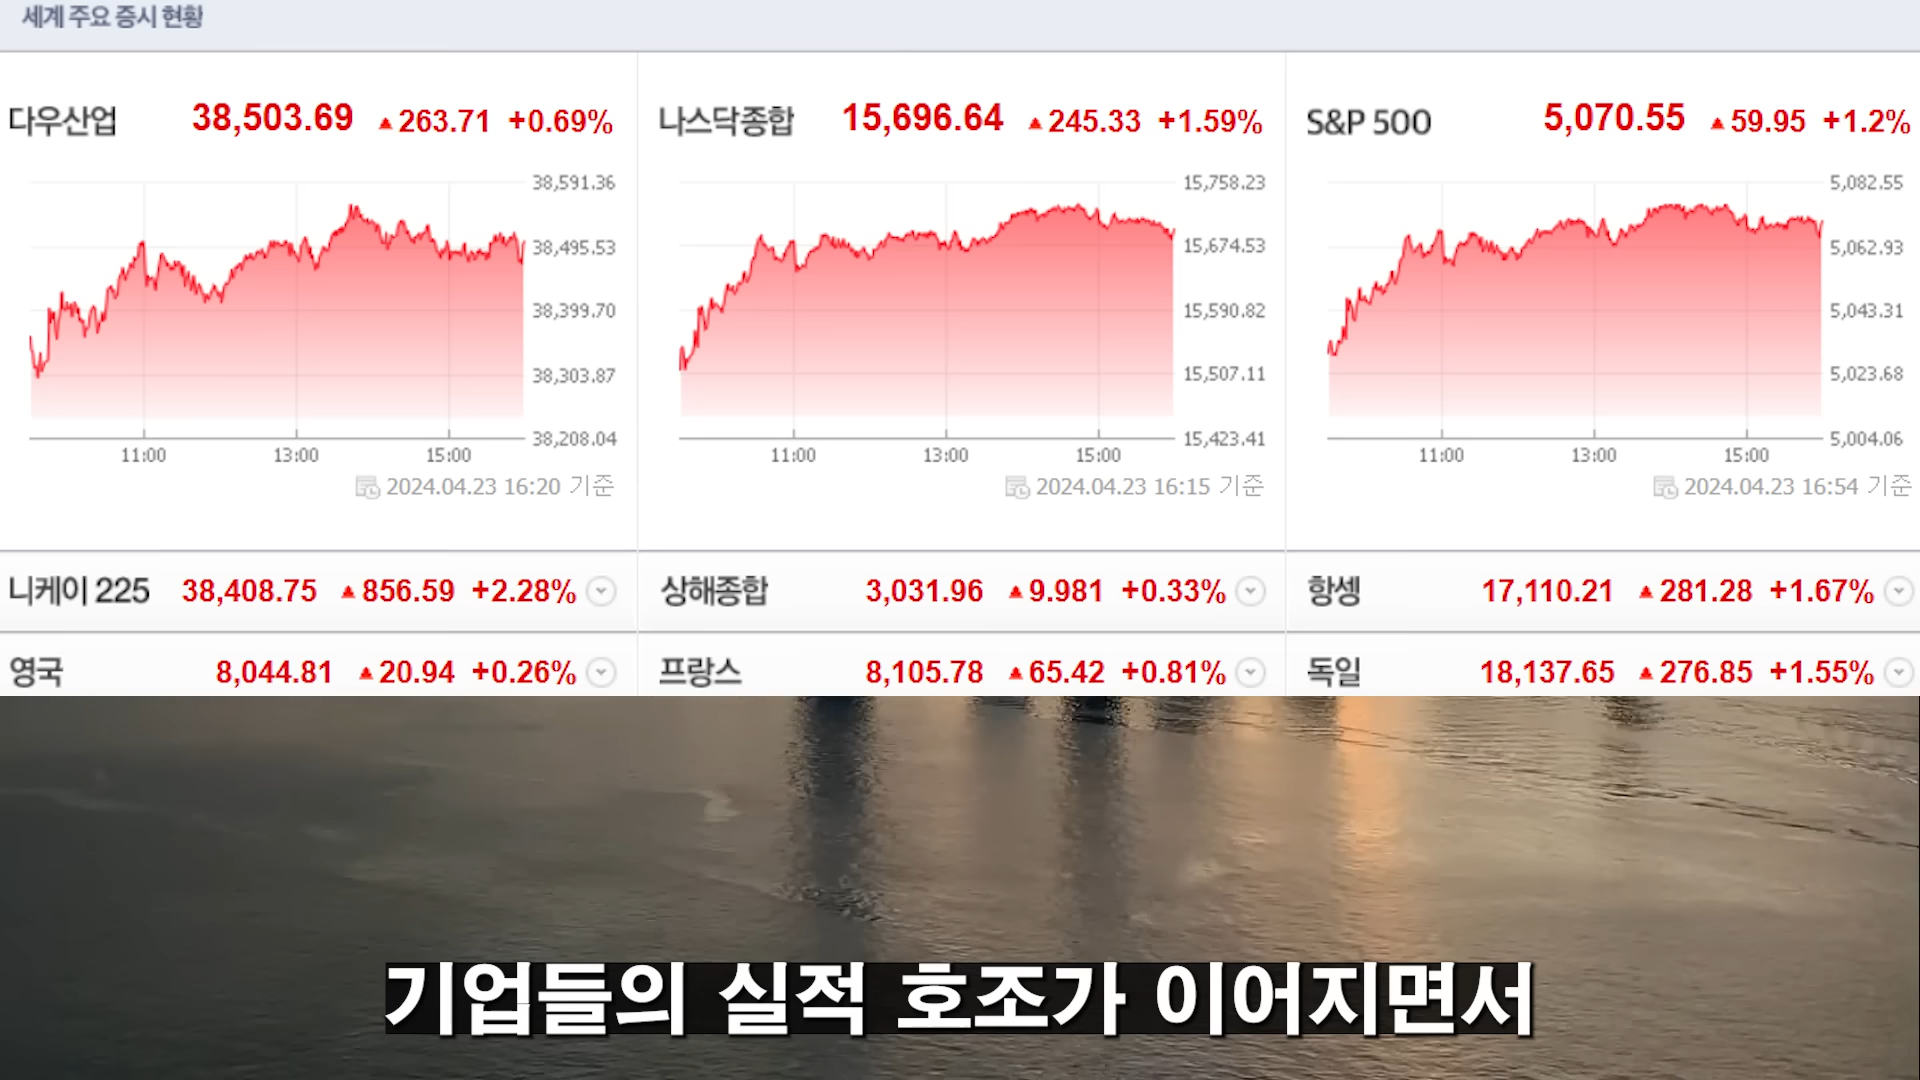 세계 주요 증시 현황
다우산업 38,503.69 ▲263.71 +0.69%
38,591.36
38,495.53
38,399.70
38,303.87
38,208.04
11:00 13:00 15:00
2024.04.23 16:20 기준
나스닥종합 15,696.64 ▲245.33 +1.59%
15,758.23
15,674.53
15,590.82
15,507.11
15,423.41
11:00 13:00 15:00
2024.04.23 16:15 기준
S&P 500 5,070.55 ▲59.95 +1.2%
5,082.55
5,062.93
5,043.31
5,023.68
5,004.06
11:00 13:00 15:00
2024.04.23 16:54 기준
니케이 225 38,408.75 ▲856.59 +2.28%
상해종합 3,031.96 ▲9.981 +0.33%
항셍 17,110.21 ▲281.28 +1.67%
영국 8,044.81 ▲20.94 +0.26%
프랑스 8,105.78 ▲65.42 +0.81%
독일 18,137.65 ▲276.85 +1.55%
기업들의 실적 호조가 이어지면서